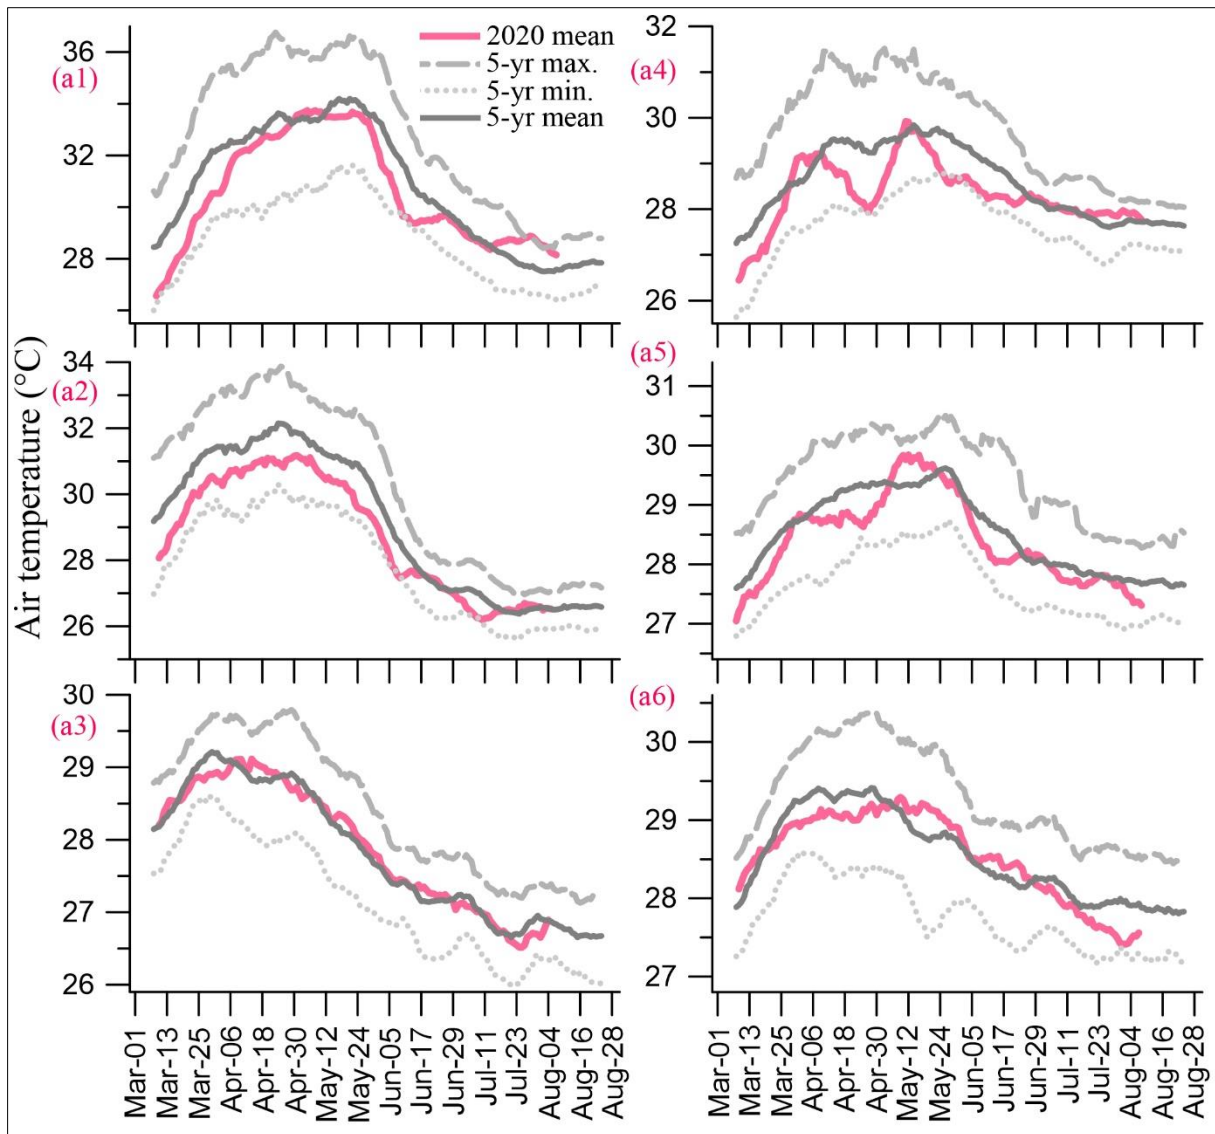 Air temperature (°C)
(a1)
36
32
28
2020 mean
5-yr max.
5-yr min.
5-yr mean
(a4)
32
30
28
26
(a2)
34
32
30
28
26
(a5)
31
30
29
28
27
(a3)
30
29
28
27
26
(a6)
30
29
28
27
Mar-01
Mar-13
Mar-25
Apr-06
Apr-18
Apr-30
May-12
May-24
Jun-05
Jun-17
Jun-29
Jul-11
Jul-23
Aug-04
Aug-16
Aug-28
Mar-01
Mar-13
Mar-25
Apr-06
Apr-18
Apr-30
May-12
May-24
Jun-05
Jun-17
Jun-29
Jul-11
Jul-23
Aug-04
Aug-16
Aug-28